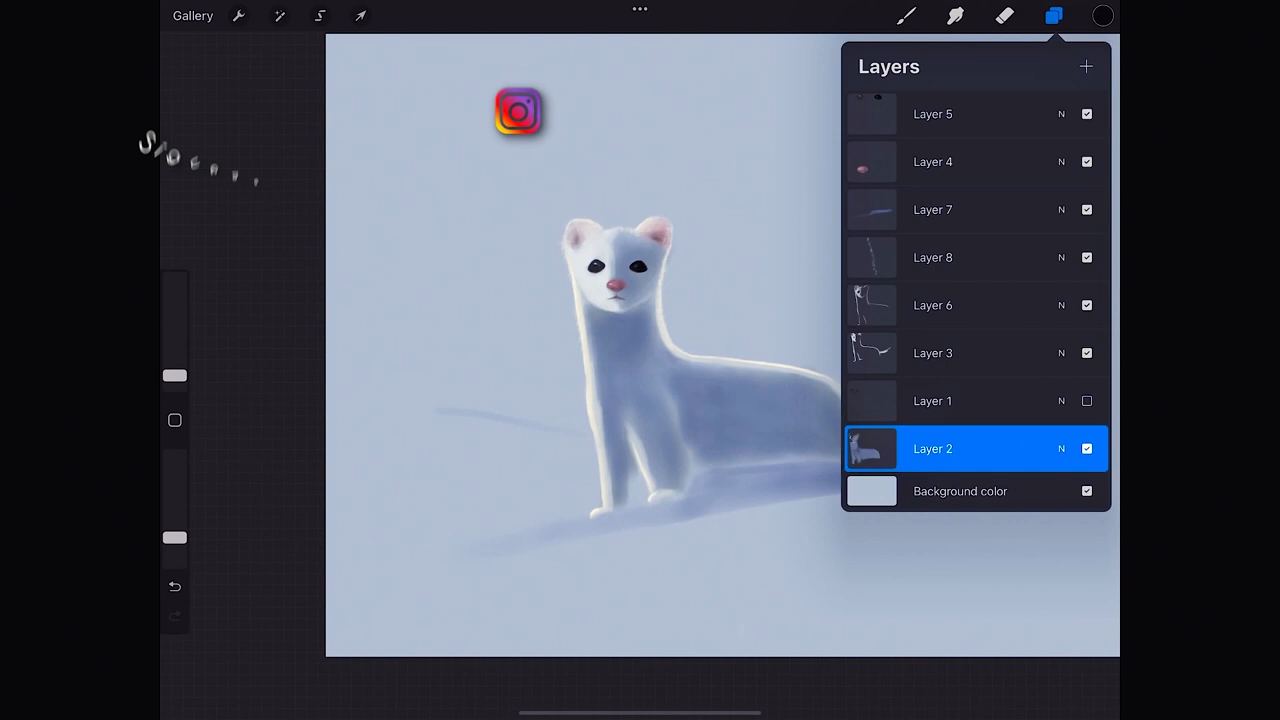 Gallery
Layers
Layer 5 N
Layer 4 N
Layer 7 N
Layer 8 N
Layer 6 N
Layer 3 N
Layer 1 N
Layer 2 N
Background color